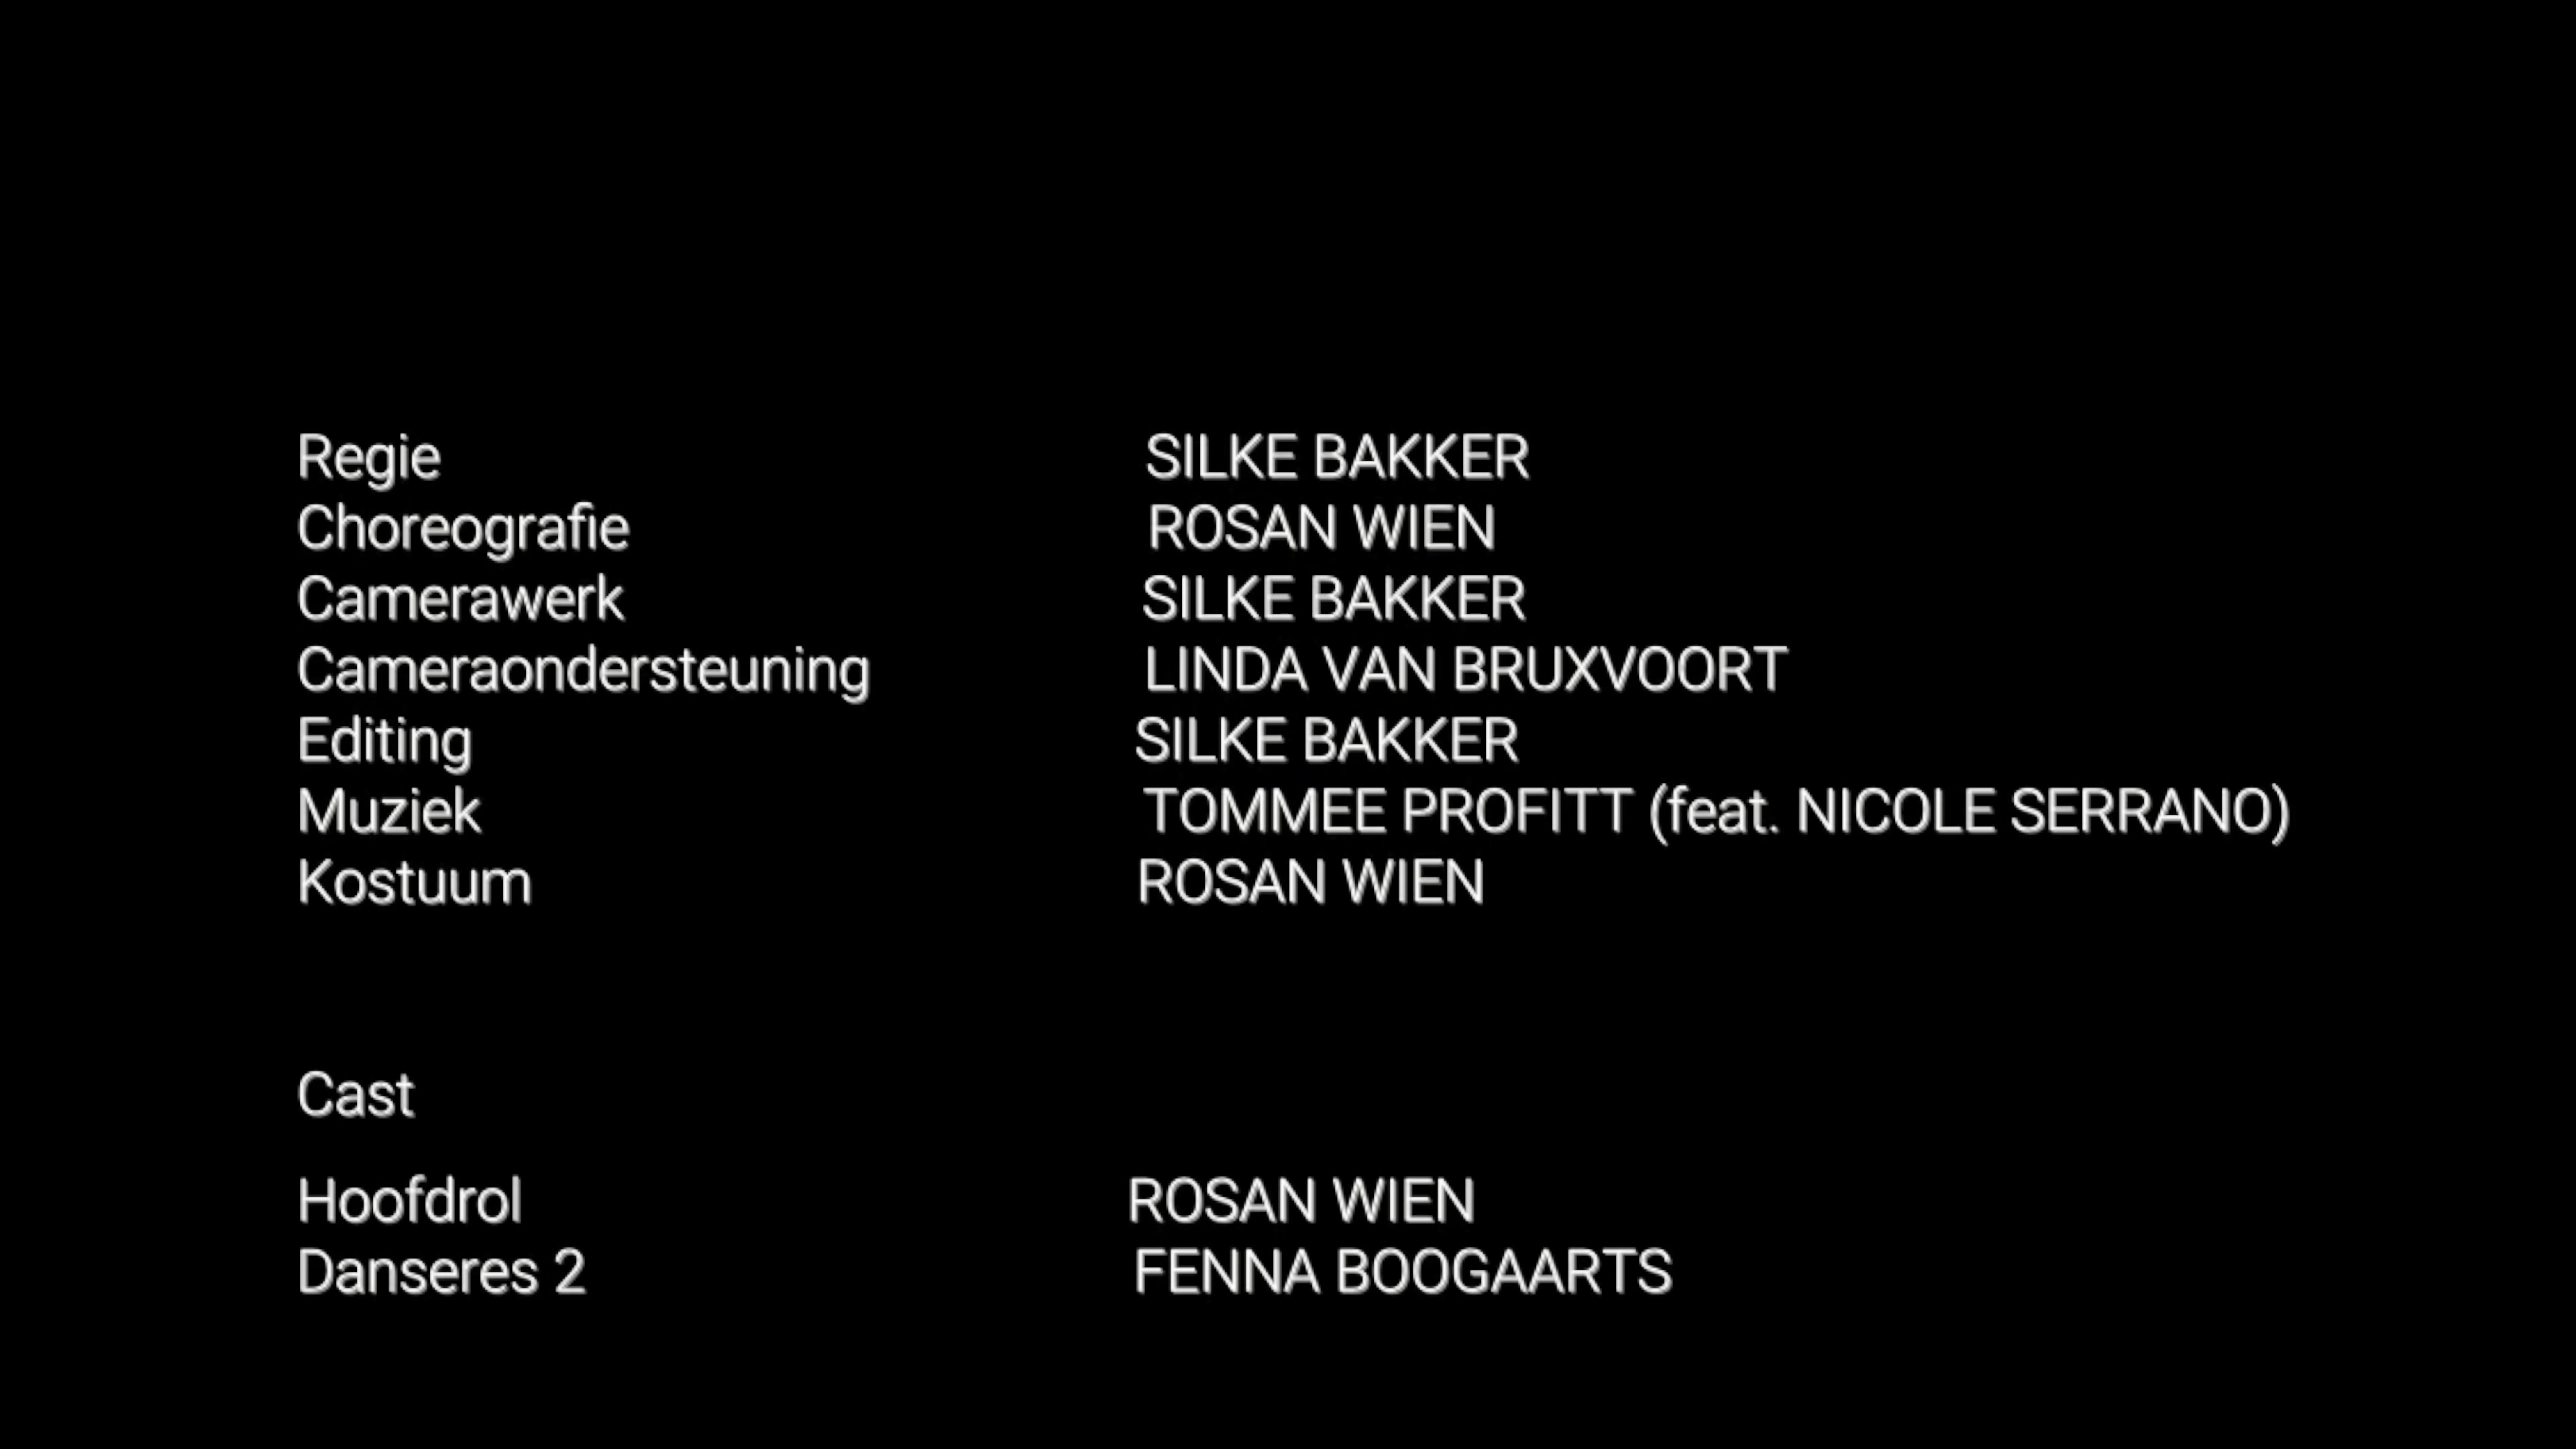 Regie SILKE BAKKER
Choreografie ROSAN WIEN
Camerawerk SILKE BAKKER
Cameraondersteuning LINDA VAN BRUXVOORT
Editing SILKE BAKKER
Muziek TOMMEE PROFITT (feat. NICOLE SERRANO)
Kostuum ROSAN WIEN
Cast
Hoofdrol ROSAN WIEN
Danseres 2 FENNA BOOGAARTS